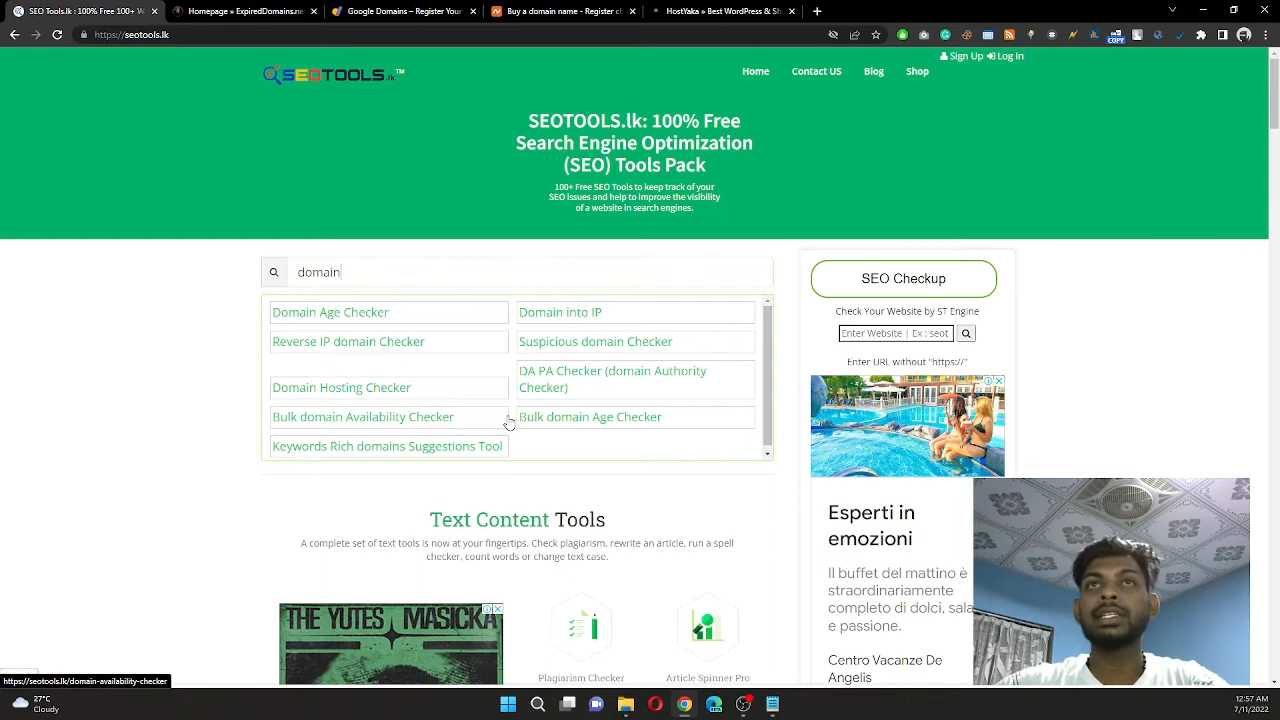 SEO Tools: 100% Free 100+
Homepage » ExpiredDomains.ne
Google Domains – Register Your
Buy a domain name - Register ch
HostYaka » Best WordPress & Sh
https://seotools.lk
COPY
Sign Up Log In
SEOTOOLS.lk™
Home
Contact US
Blog
Shop
SEOTOOLS.lk: 100% Free
Search Engine Optimization
(SEO) Tools Pack
100+ Free SEO Tools to keep track of your
SEO issues and help to improve the visibility
of a website in search engines.
domain
Domain Age Checker
Domain into IP
Reverse IP domain Checker
Suspicious domain Checker
Domain Hosting Checker
DA PA Checker (domain Authority
Checker)
Bulk domain Availability Checker
Bulk domain Age Checker
Keywords Rich domains Suggestions Tool
SEO Checkup
Check Your Website by ST Engine
Enter Website | Ex : seot
Enter URL without "https://"
Text Content Tools
A complete set of text tools is now at your fingertips. Check plagiarism, rewrite an article, run a spell
checker, count words or change text case.
THE YUTES MASICKA
Plagiarism Checker
Article Spinner Pro
Esperti in
emozioni
Il buffet del mattino è
straordinariamente
completo di dolci, sala
e passione.
Centro Vacanze De
Angelis
https://seotools.lk/domain-availability-checker
27°C
Cloudy
12:57 AM
7/11/2022